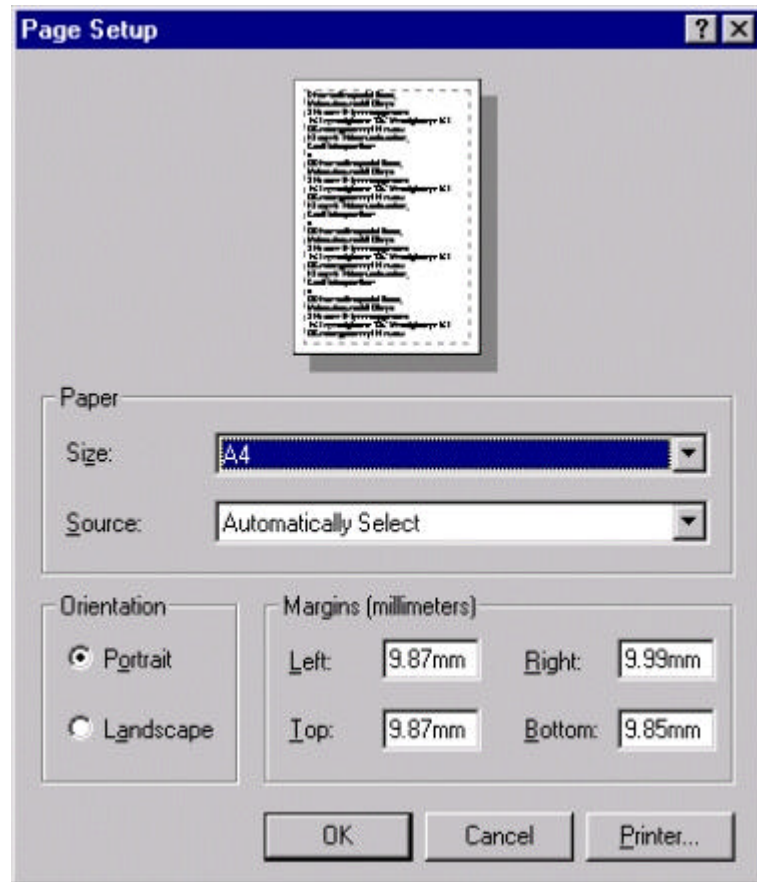 Page Setup
Paper
Size: A4
Source: Automatically Select
Orientation
Portrait
Landscape
Margins (millimeters)
Left: 9.87mm Right: 9.99mm
Top: 9.87mm Bottom: 9.85mm
OK Cancel Printer...